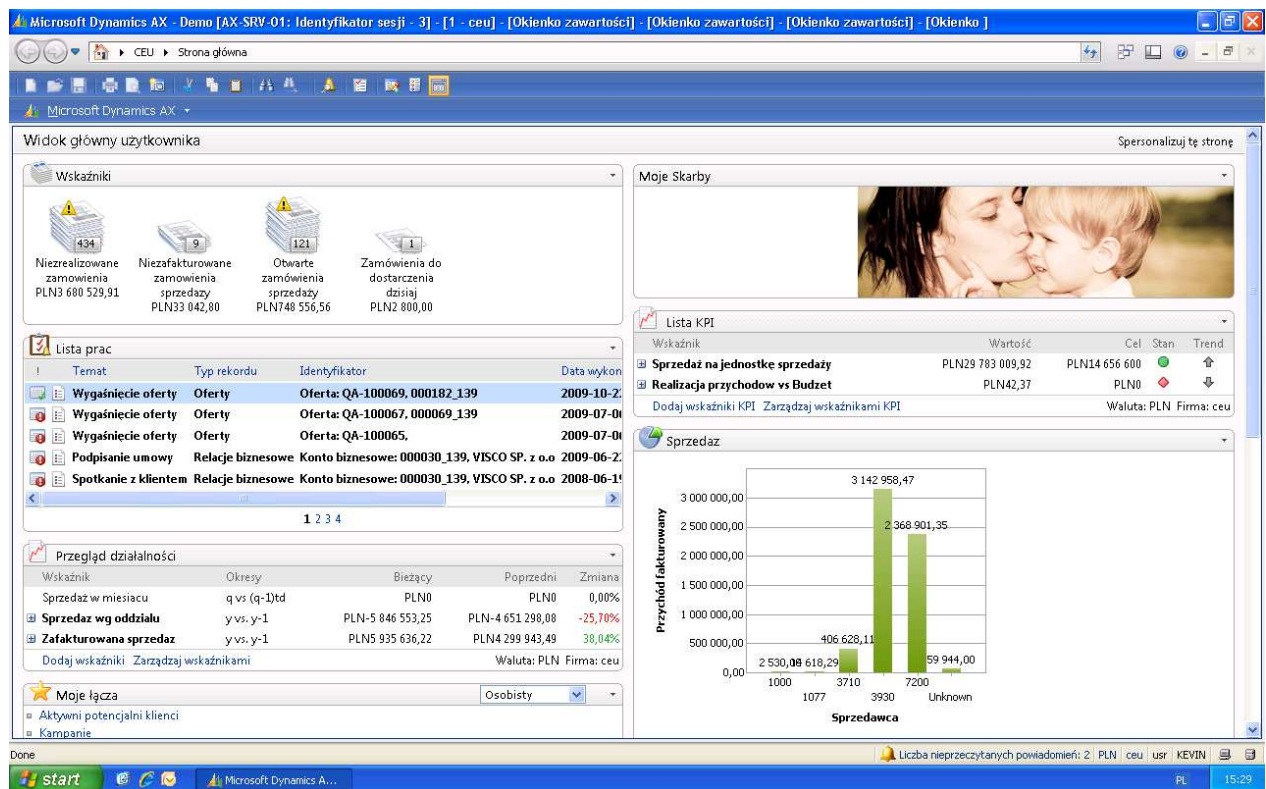 Microsoft Dynamics AX - Demo [AX-SRV-01: Identyfikator sesji - 3] - [1 - ceu] - [Okienko zawartości] - [Okienko zawartości] - [Okienko zawartości] - [Okienko ]
CEU
Strona główna
Microsoft Dynamics AX
Widok główny użytkownika
Spersonalizuj tę stronę
Wskaźniki
434
9
121
1
Niezrealizowane
zamowienia
PLN3 680 529,91
Niezafakturowane
zamowienia
sprzedazy
PLN33 042,80
Otwarte
zamówienia
sprzedaży
PLN748 556,56
Zamówienia do
dostarczenia
dzisiaj
PLN2 800,00
Lista prac
! Temat Typ rekordu Identyfikator Data wykon
Wygaśnięcie oferty Oferty Oferta: QA-100069, 000182_139 2009-10-2
Wygaśnięcie oferty Oferty Oferta: QA-100067, 000069_139 2009-07-0
Wygaśnięcie oferty Oferty Oferta: QA-100065, 2009-07-0
Podpisanie umowy Relacje biznesowe Konto biznesowe: 000030_139, VISCO SP. z o.o 2009-06-2
Spotkanie z klientem Relacje biznesowe Konto biznesowe: 000030_139, VISCO SP. z o.o 2008-06-1
1 2 3 4
Przegląd działalności
Wskaźnik Okresy Bieżący Poprzedni Zmiana
Sprzedaż w miesiacu q vs (q-1)td PLN0 PLN0 0,00%
Sprzedaz wg oddzialu y vs. y-1 PLN-5 846 553,25 PLN-4 651 298,08 -25,70%
Zafakturowana sprzedaz y vs. y-1 PLN5 935 636,22 PLN4 299 943,49 38,04%
Dodaj wskaźniki Zarządzaj wskaźnikami Waluta: PLN Firma: ceu
Moje łącza
Osobisty
Aktywni potencjalni klienci
Kampanie
Moje Skarby
Lista KPI
Wskaźnik Wartość Cel Stan Trend
Sprzedaż na jednostke sprzedaży PLN29 783 009,92 PLN14 656 600
Realizacja przychodow vs Budzet PLN42,37 PLN0
Dodaj wskaźniki KPI Zarządzaj wskaźnikami KPI Waluta: PLN Firma: ceu
Sprzedaz
Przychód fakturowany
3 000 000,00
2 500 000,00
2 000 000,00
1 500 000,00
1 000 000,00
500 000,00
0,00
3 142 958,47
2 368 901,35
406 628,11
618,29
59 944,00
1000
1077
3710
3930
7200
Unknown
Sprzedawca
Done
Liczba nieprzeczytanych powiadomień: 2 PLN ceu usr KEVIN
start
Microsoft Dynamics A...
PL
15:29